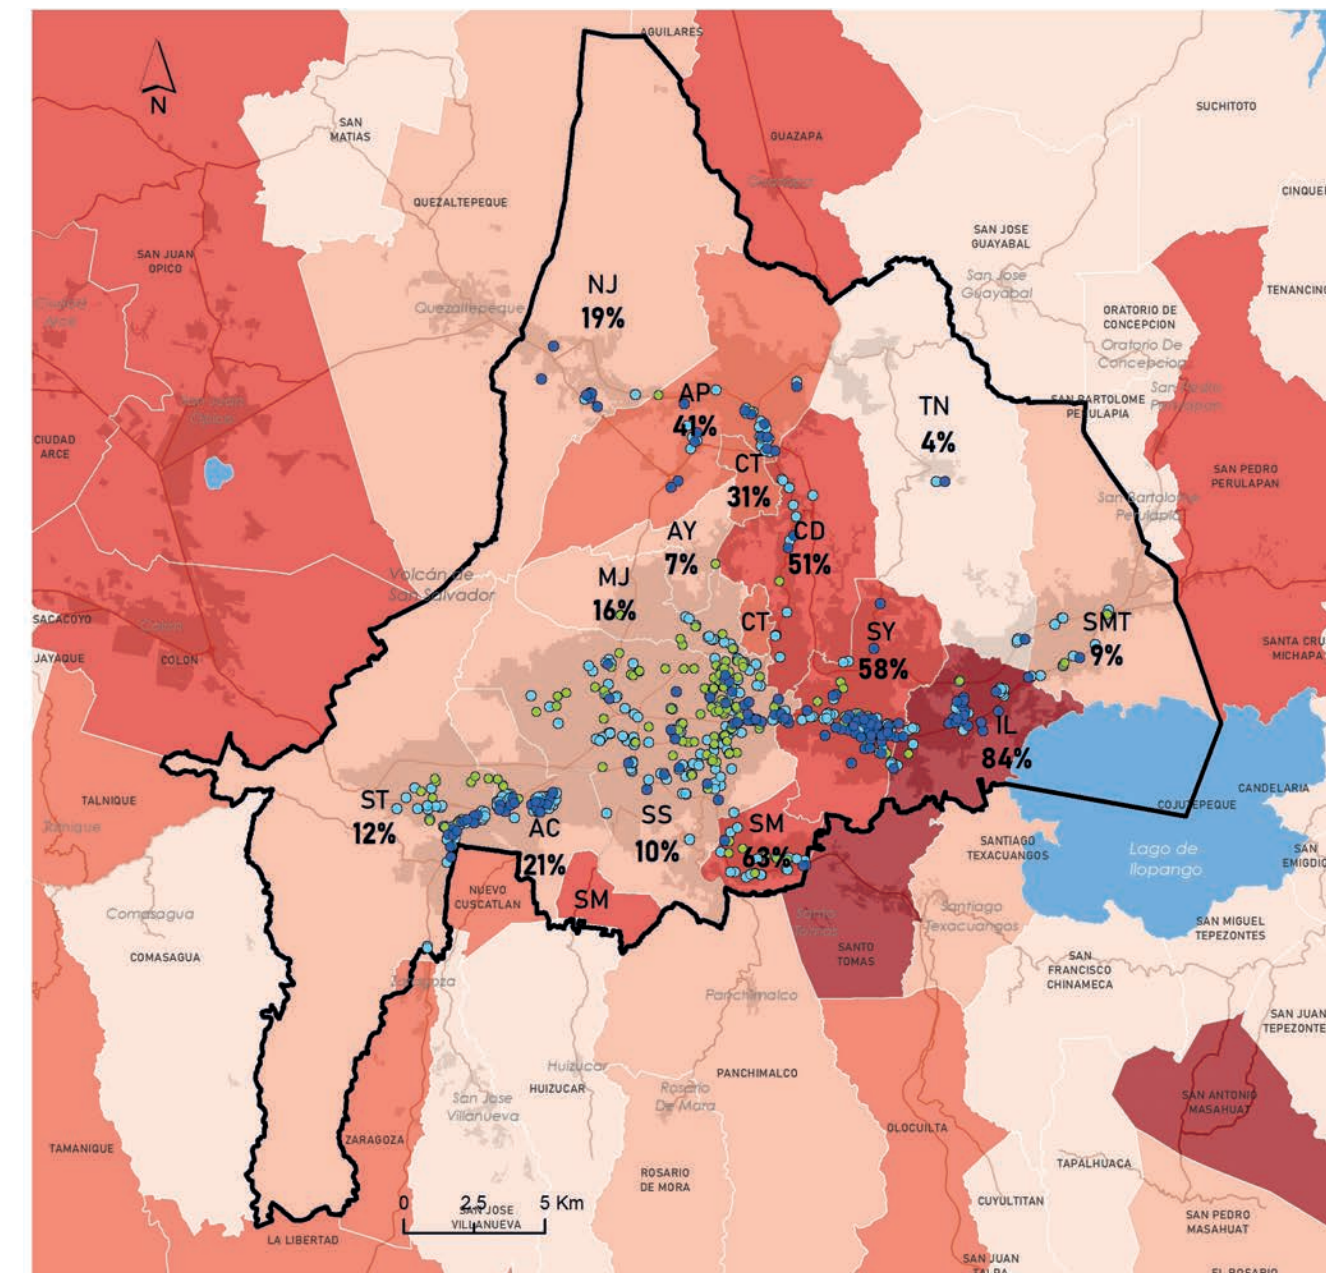 AGUILARES
N
SAN
MATIAS
GUAZAPA
SUCHITOTO
CINQUE
QUEZALTEPEQUE
SAN JOSE
GUAYABAL
SAN JUAN
OPICO
San Jose
Guayabal
TENANCING
NJ
19%
Quezaltepeque
ORATORIO DE
CONCEPCION
Oratorio De
Concepcion
AP
41%
TN
4%
SAN BARTOLOME
PERULAPIA
CIUDAD
ARCE
CT
31%
SAN PEDRO
PERULAPAN
San Bartolome
Perulapia
AY
7%
CD
51%
Volcán de
San Salvador
MJ
16%
SACACOYO
CT
SY
58%
SMT
9%
SANTA CRU
MICHAPA
JAYAQUE
COLON
IL
84%
CANDELARIA
TALNIQUE
COJUTEPEQUE
ST
12%
AC
21%
SS
10%
SM
63%
SANTIAGO
TEXACUANGOS
Lago de
Ilopango
SAN
EMIGDIO
NUEVO
CUSCATLAN
SM
Comasagua
Santiago
Texacuangos
SAN MIGUEL
TEPEZONTES
COMASAGUA
SANTO
TOMAS
SAN
FRANCISCO
CHINAMECA
Zaragoza
Panchimalco
SAN JUAN
TEPEZONTE
Huizucar
HUIZUCAR
PANCHIMALCO
San Jose
Villanueva
Rosario
De Mora
SAN ANTONIO
MASAHUAT
ZARAGOZA
OLOCUILTA
TAMANIQUE
TAPALHUACA
ROSARIO
DE MORA
CUYULTITAN
0 2.5 5 Km
SAN JOSE
VILLANUEVA
SAN PEDRO
MASAHUAT
LA LIBERTAD
SAN JUAN
TALPA
EL ROSARIO